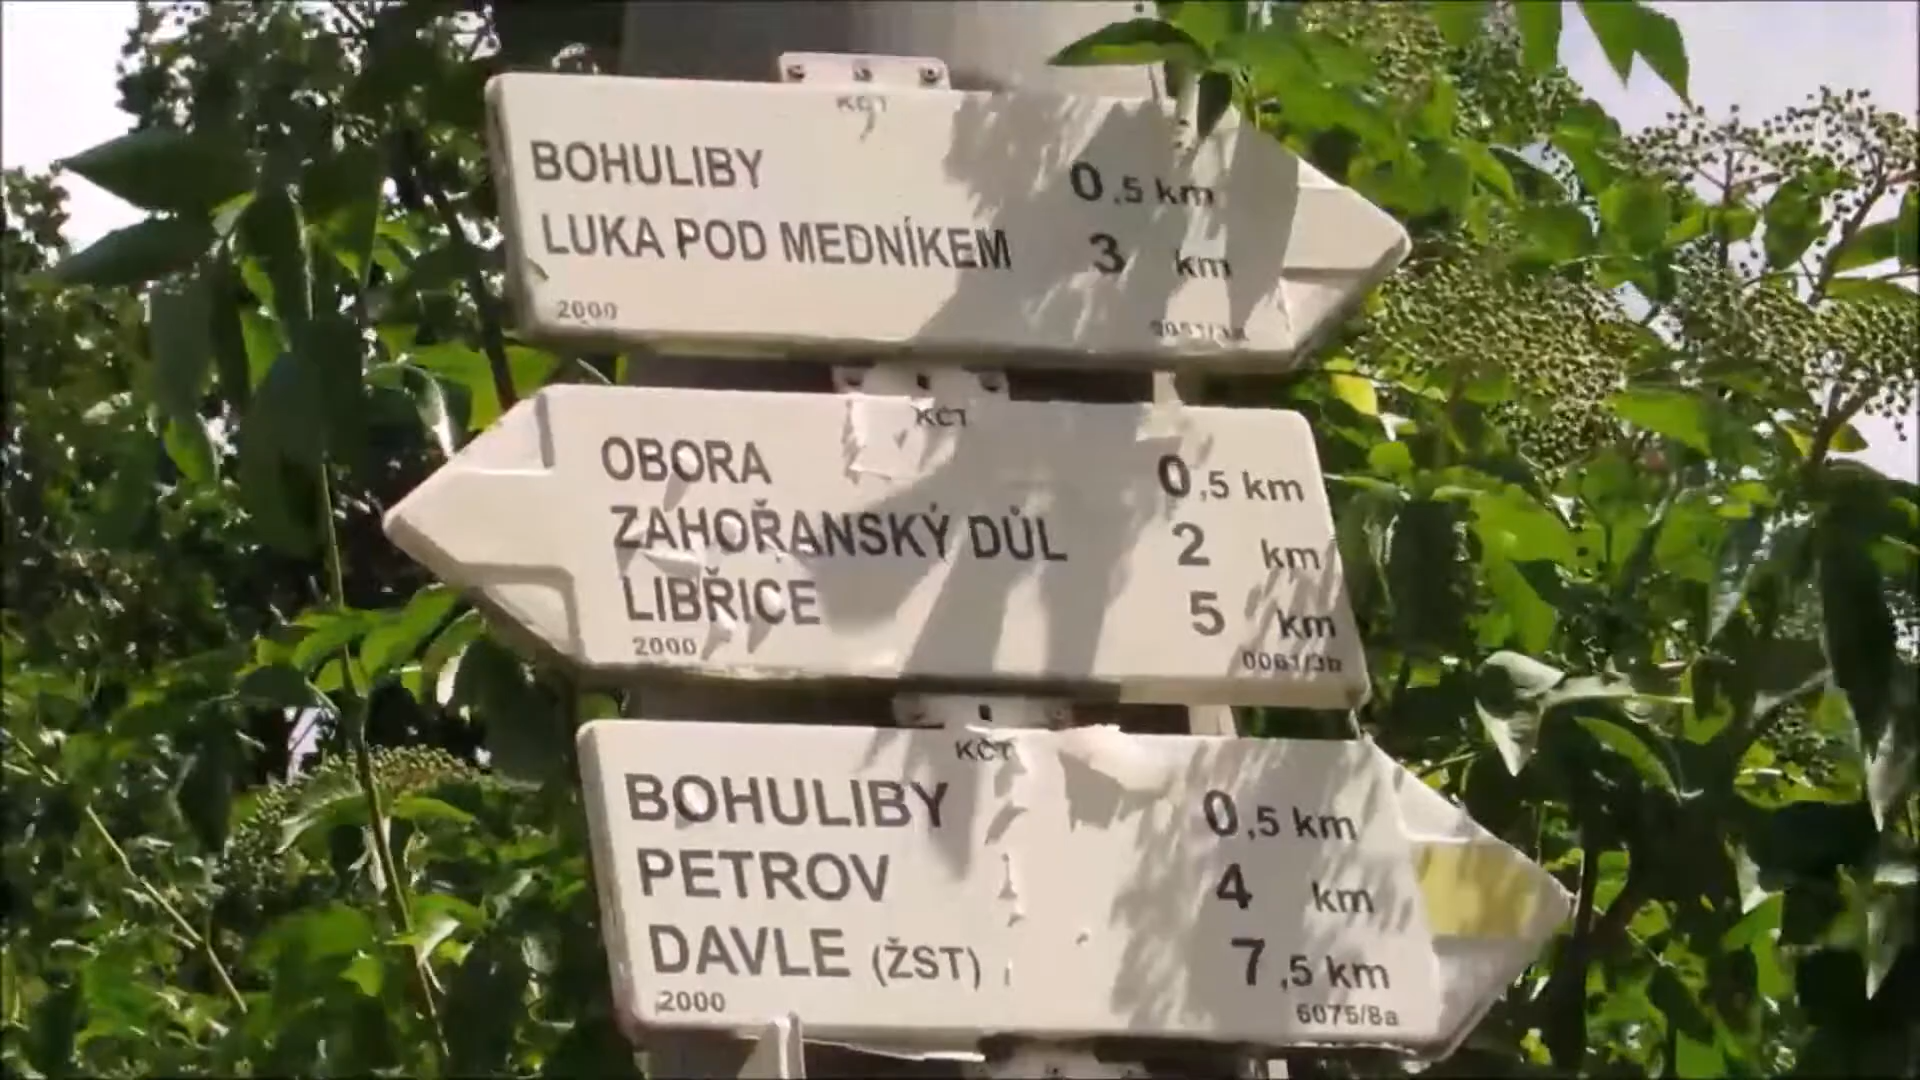 KČT
BOHULIBY 0,5 km
LUKA POD MEDNÍKEM 3 km
2000
KČT
OBORA 0,5 km
ZAHOŘANSKÝ DŮL 2 km
LIBŘICE 5 km
2000 0061/3b
KČT
BOHULIBY 0,5 km
PETROV 4 km
DAVLE (ŽST) 7,5 km
2000 6075/8a